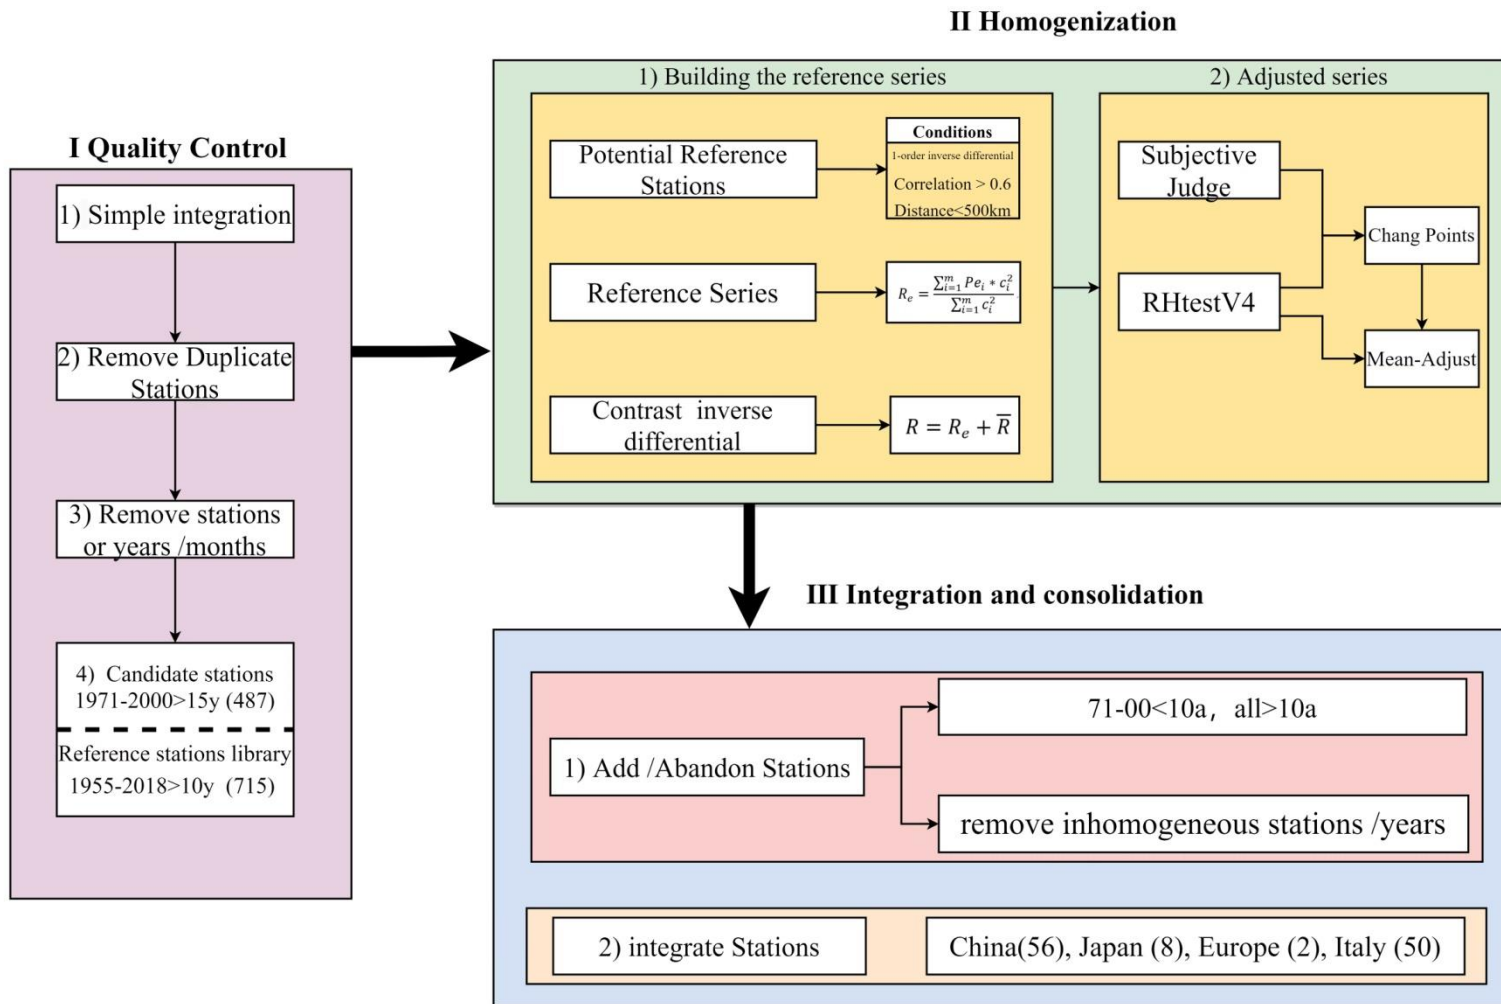 I Quality Control
1) Simple integration
2) Remove Duplicate
Stations
3) Remove stations
or years /months
4) Candidate stations
1971-2000>15y (487)
Reference stations library
1955-2018>10y (715)
II Homogenization
1) Building the reference series
Potential Reference
Stations
Conditions
1-order inverse differential
Correlation > 0.6
Distance<500km
Reference Series
R_e = \frac{\sum_{i=1}^{m} Pe_i * c_i^2}{\sum_{i=1}^{m} c_i^2}.
Contrast inverse
differential
R = R_e + \overline{R}
2) Adjusted series
Subjective
Judge
RHtestV4
Chang Points
Mean-Adjust
III Integration and consolidation
1) Add /Abandon Stations
71-00<10a，all>10a
remove inhomogeneous stations /years
2) integrate Stations
China(56), Japan (8), Europe (2), Italy (50)